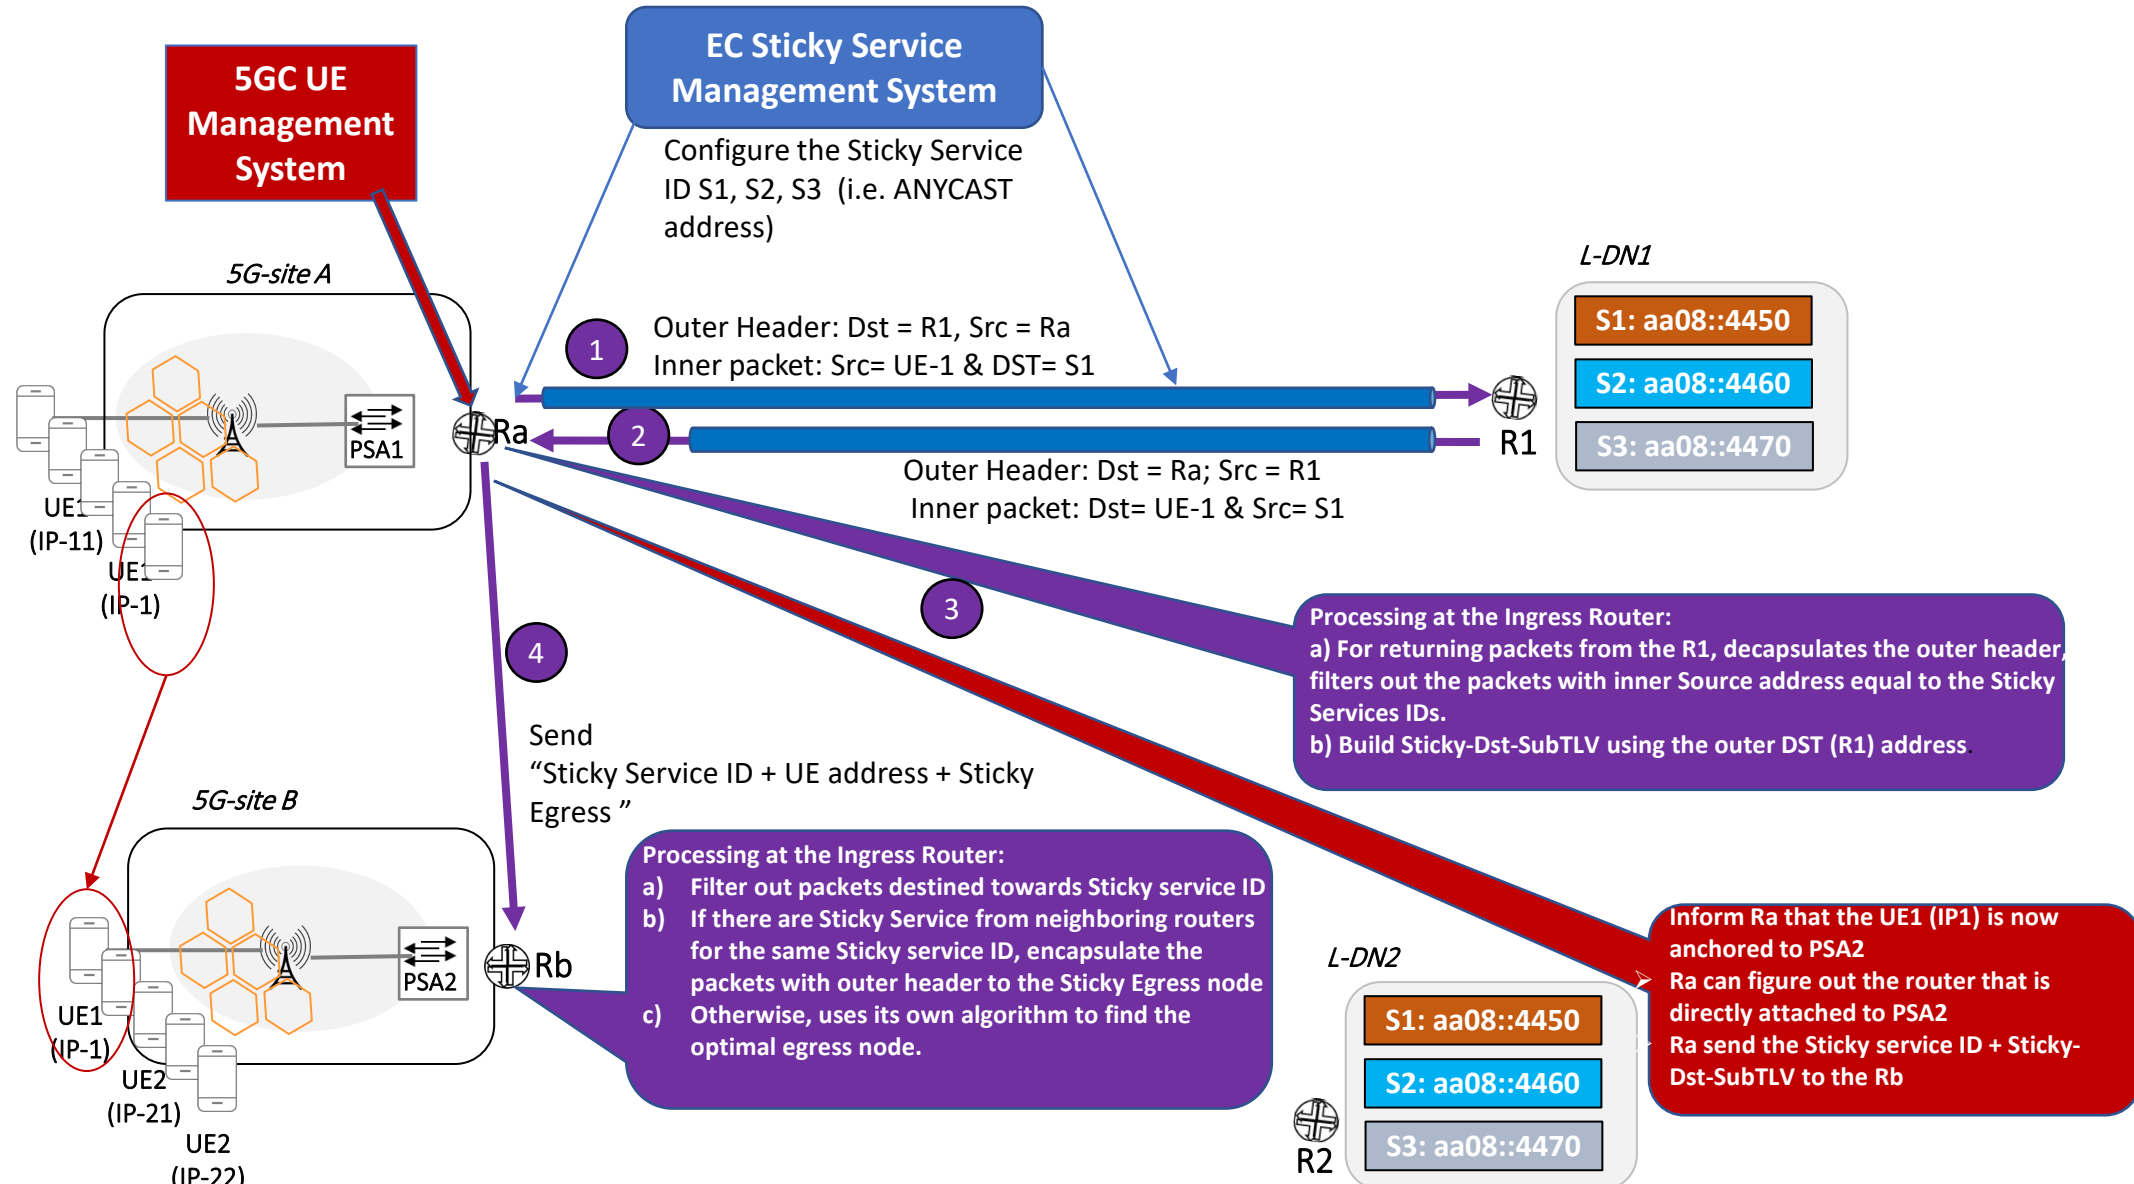 5GC UE
Management
System
EC Sticky Service
Management System
Configure the Sticky Service
ID S1, S2, S3  (i.e. ANYCAST
address)
5G-site A
PSA1
Ra
UE1
(IP-11)
UE1
(IP-1)
1
Outer Header: Dst = R1, Src = Ra
Inner packet: Src= UE-1 & DST= S1
2
Outer Header: Dst = Ra; Src = R1
Inner packet: Dst= UE-1 & Src= S1
R1
L-DN1
S1: aa08::4450
S2: aa08::4460
S3: aa08::4470
3
Processing at the Ingress Router:
a) For returning packets from the R1, decapsulates the outer header,
filters out the packets with inner Source address equal to the Sticky
Services IDs.
b) Build Sticky-Dst-SubTLV using the outer DST (R1) address.
4
Send
“Sticky Service ID + UE address + Sticky
Egress ”
5G-site B
PSA2
Rb
UE1
(IP-1)
UE2
(IP-21)
UE2
(IP-22)
Processing at the Ingress Router:
a) Filter out packets destined towards Sticky service ID
b) If there are Sticky Service from neighboring routers
for the same Sticky service ID, encapsulate the
packets with outer header to the Sticky Egress node
c) Otherwise, uses its own algorithm to find the
optimal egress node.
L-DN2
S1: aa08::4450
S2: aa08::4460
S3: aa08::4470
R2
Inform Ra that the UE1 (IP1) is now
anchored to PSA2
Ra can figure out the router that is
directly attached to PSA2
Ra send the Sticky service ID + Sticky-
Dst-SubTLV to the Rb